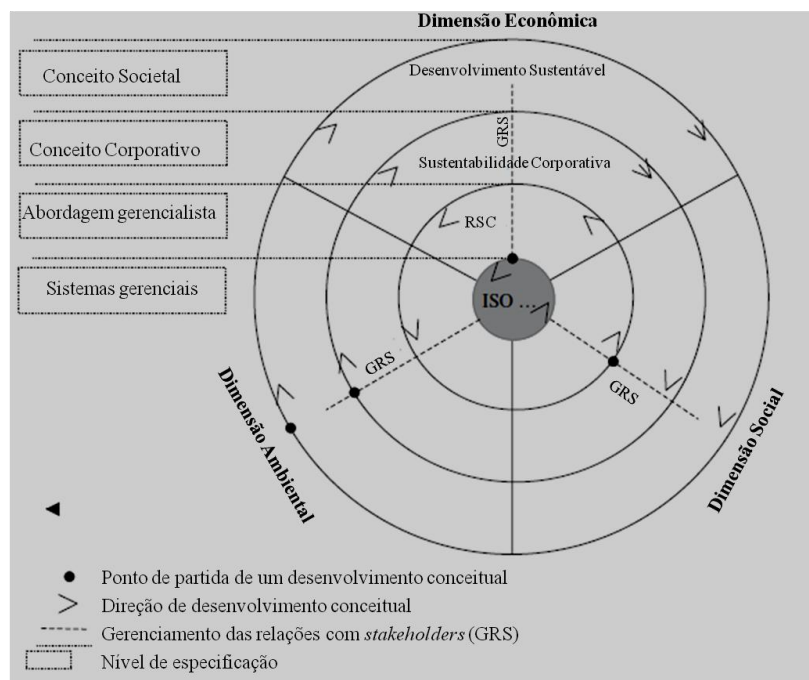 Dimensão Econômica
Desenvolvimento Sustentável
Conceito Societal
GRS
Conceito Corporativo
Sustentabilidade Corporativa
Abordagem gerencialista
RSC
Sistemas gerenciais
ISO ...
GRS
GRS
Dimensão Ambiental
Dimensão Social
Ponto de partida de um desenvolvimento conceitual
Direção de desenvolvimento conceitual
Gerenciamento das relações com stakeholders (GRS)
Nível de especificação